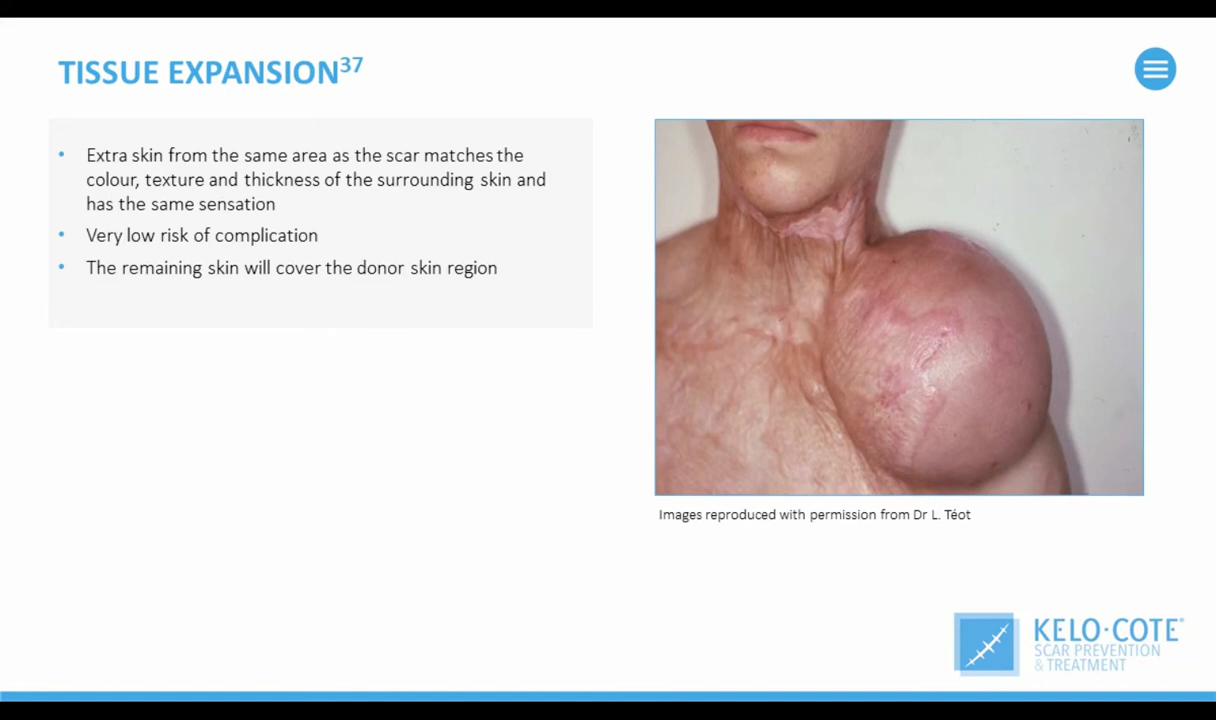 TISSUE EXPANSION³⁷
• Extra skin from the same area as the scar matches the
colour, texture and thickness of the surrounding skin and
has the same sensation
• Very low risk of complication
• The remaining skin will cover the donor skin region
Images reproduced with permission from Dr L. Téot
KELO·COTE®
SCAR PREVENTION
& TREATMENT